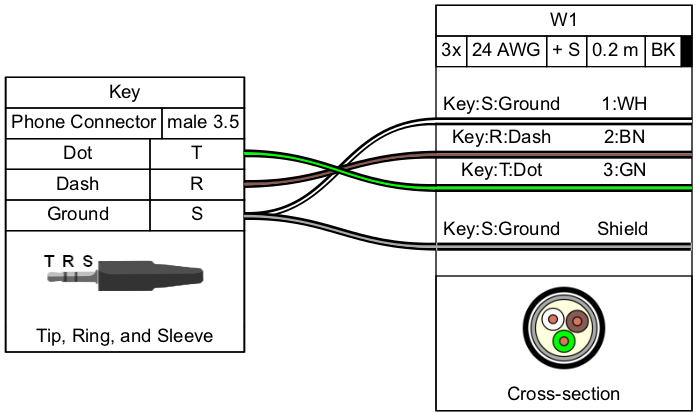 Key
Phone Connector male 3.5
Dot T
Dash R
Ground S
T R S
Tip, Ring, and Sleeve
W1
3x 24 AWG + S 0.2 m BK
Key:S:Ground 1:WH
Key:R:Dash 2:BN
Key:T:Dot 3:GN
Key:S:Ground Shield
Cross-section